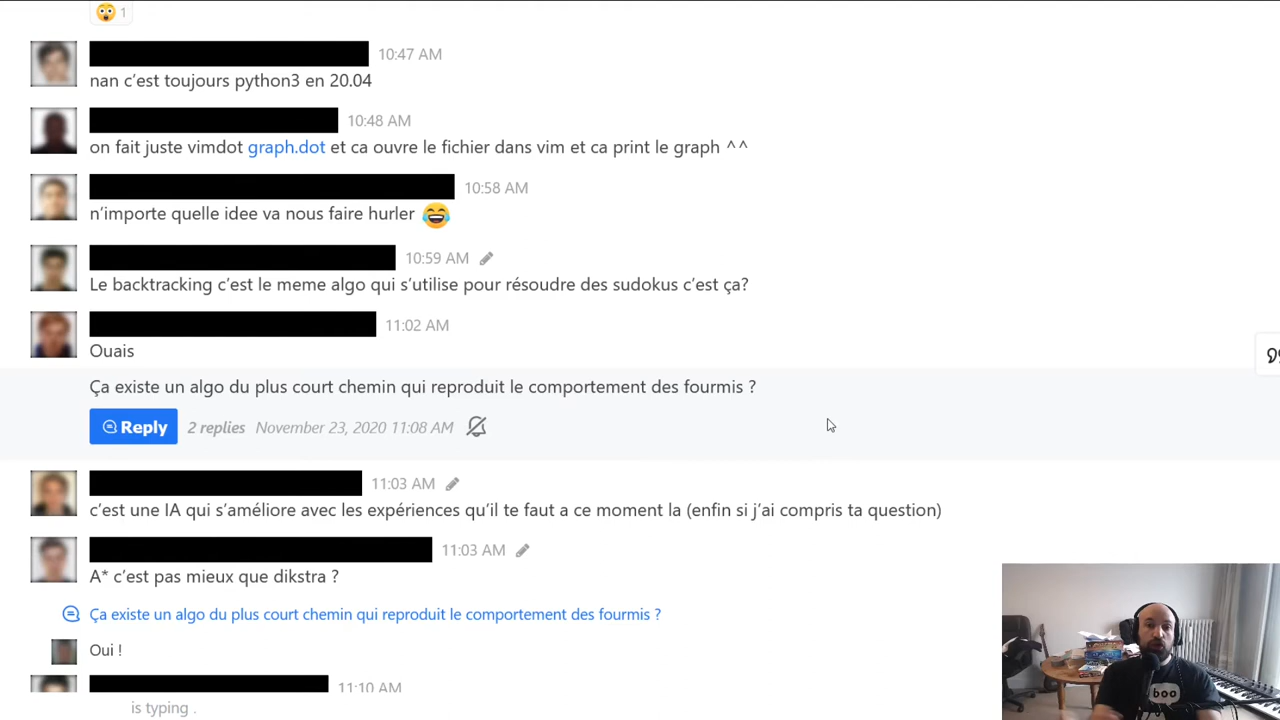 1
10:47 AM
nan c'est toujours python3 en 20.04
10:48 AM
on fait juste vimdot graph.dot et ca ouvre le fichier dans vim et ca print le graph ^^
10:58 AM
n'importe quelle idee va nous faire hurler
10:59 AM
Le backtracking c'est le meme algo qui s'utilise pour résoudre des sudokus c'est ça?
11:02 AM
Ouais
Ça existe un algo du plus court chemin qui reproduit le comportement des fourmis ?
Reply 2 replies November 23, 2020 11:08 AM
11:03 AM
c'est une IA qui s'améliore avec les expériences qu'il te faut a ce moment la (enfin si j'ai compris ta question)
11:03 AM
A* c'est pas mieux que dikstra ?
Ça existe un algo du plus court chemin qui reproduit le comportement des fourmis ?
Oui !
11:10 AM
is typing .
boo